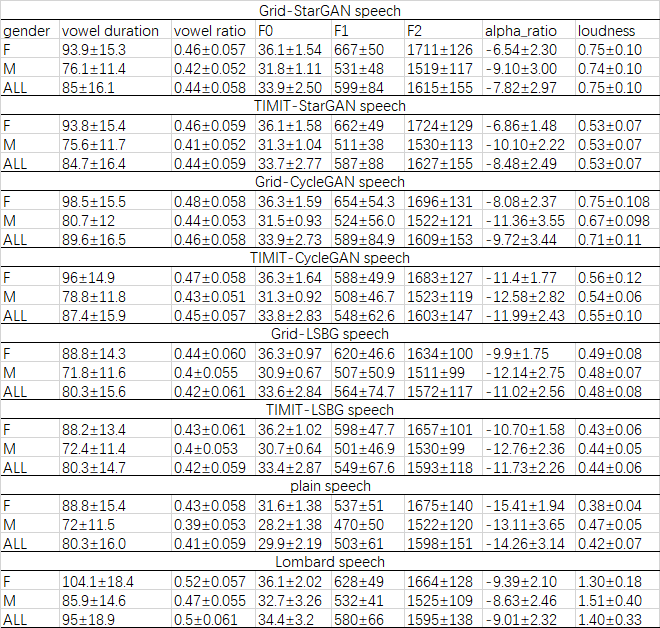 Grid-StarGAN speech
gender vowel duration vowel ratio F0 F1 F2 alpha_ratio loudness
F 93.9±15.3 0.46±0.057 36.1±1.54 667±50 1711±126 -6.54±2.30 0.75±0.10
M 76.1±11.4 0.42±0.052 31.8±1.11 531±48 1519±117 -9.10±3.00 0.74±0.10
ALL 85±16.1 0.44±0.058 33.9±2.50 599±84 1615±155 -7.82±2.97 0.75±0.10
TIMIT-StarGAN speech
F 93.8±15.4 0.46±0.059 36.1±1.58 662±49 1724±129 -6.86±1.48 0.53±0.07
M 75.6±11.7 0.41±0.052 31.3±1.04 511±38 1530±113 -10.10±2.22 0.53±0.07
ALL 84.7±16.4 0.44±0.059 33.7±2.77 587±88 1627±155 -8.48±2.49 0.53±0.07
Grid-CycleGAN speech
F 98.5±15.5 0.48±0.058 36.3±1.59 654±54.3 1696±131 -8.08±2.37 0.75±0.108
M 80.7±12 0.44±0.053 31.5±0.93 524±56.0 1522±121 -11.36±3.55 0.67±0.098
ALL 89.6±16.5 0.46±0.058 33.9±2.73 589±84.9 1609±153 -9.72±3.44 0.71±0.11
TIMIT-CycleGAN speech
F 96±14.9 0.47±0.058 36.3±1.64 588±49.9 1683±127 -11.4±1.77 0.56±0.12
M 78.8±11.8 0.43±0.051 31.3±0.92 508±46.7 1523±119 -12.58±2.82 0.54±0.06
ALL 87.4±15.9 0.45±0.057 33.8±2.83 548±62.6 1603±147 -11.99±2.43 0.55±0.10
Grid-LSBG speech
F 88.8±14.3 0.44±0.060 36.3±0.97 620±46.6 1634±100 -9.9±1.75 0.49±0.08
M 71.8±11.6 0.4±0.055 30.9±0.67 507±50.9 1511±99 -12.14±2.75 0.48±0.07
ALL 80.3±15.6 0.42±0.061 33.6±2.84 564±74.7 1572±117 -11.02±2.56 0.48±0.08
TIMIT-LSBG speech
F 88.2±13.4 0.43±0.061 36.2±1.02 598±47.7 1657±101 -10.70±1.58 0.43±0.06
M 72.4±11.4 0.4±0.053 30.7±0.64 501±46.9 1530±99 -12.76±2.36 0.44±0.05
ALL 80.3±14.7 0.42±0.059 33.4±2.87 549±67.6 1593±118 -11.73±2.26 0.44±0.06
plain speech
F 88.8±15.4 0.43±0.058 31.6±1.38 537±51 1675±140 -15.41±1.94 0.38±0.04
M 72±11.5 0.39±0.053 28.2±1.38 470±50 1522±120 -13.11±3.65 0.47±0.05
ALL 80.3±16.0 0.41±0.059 29.9±2.19 503±61 1598±151 -14.26±3.14 0.42±0.07
Lombard speech
F 104.1±18.4 0.52±0.057 36.1±2.02 628±49 1664±128 -9.39±2.10 1.30±0.18
M 85.9±14.6 0.47±0.055 32.7±3.26 532±41 1525±109 -8.63±2.46 1.51±0.40
ALL 95±18.9 0.5±0.061 34.4±3.2 580±66 1595±138 -9.01±2.32 1.40±0.33